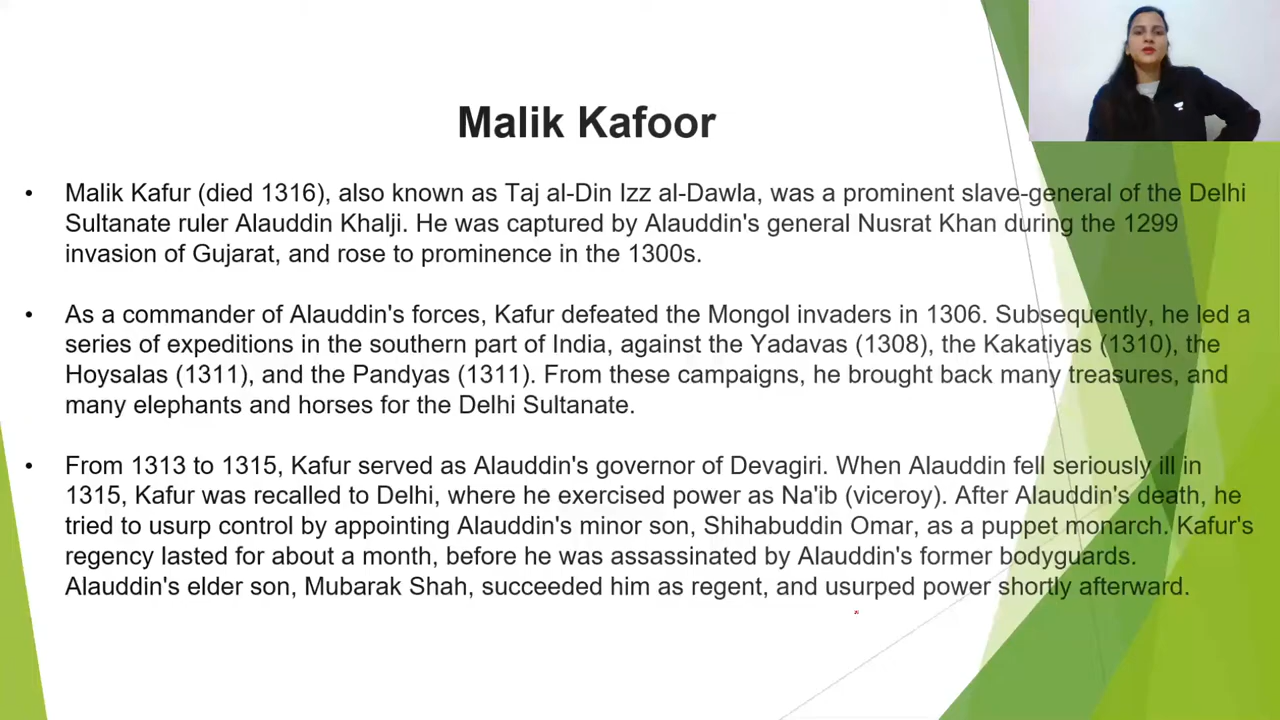 Malik Kafoor
• Malik Kafur (died 1316), also known as Taj al-Din Izz al-Dawla, was a prominent slave-general of the Delhi
Sultanate ruler Alauddin Khalji. He was captured by Alauddin's general Nusrat Khan during the 1299
invasion of Gujarat, and rose to prominence in the 1300s.
• As a commander of Alauddin's forces, Kafur defeated the Mongol invaders in 1306. Subsequently, he led a
series of expeditions in the southern part of India, against the Yadavas (1308), the Kakatiyas (1310), the
Hoysalas (1311), and the Pandyas (1311). From these campaigns, he brought back many treasures, and
many elephants and horses for the Delhi Sultanate.
• From 1313 to 1315, Kafur served as Alauddin's governor of Devagiri. When Alauddin fell seriously ill in
1315, Kafur was recalled to Delhi, where he exercised power as Na'ib (viceroy). After Alauddin's death, he
tried to usurp control by appointing Alauddin's minor son, Shihabuddin Omar, as a puppet monarch. Kafur's
regency lasted for about a month, before he was assassinated by Alauddin's former bodyguards.
Alauddin's elder son, Mubarak Shah, succeeded him as regent, and usurped power shortly afterward.